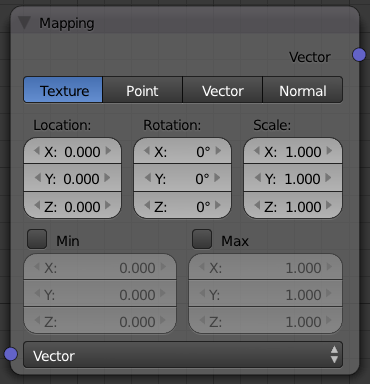 Mapping
Vector
Texture Point Vector Normal
Location: Rotation: Scale:
X: 0.000 X: 0° X: 1.000
Y: 0.000 Y: 0° Y: 1.000
Z: 0.000 Z: 0° Z: 1.000
Min Max
X: 0.000 X: 1.000
Y: 0.000 Y: 1.000
Z: 0.000 Z: 1.000
Vector